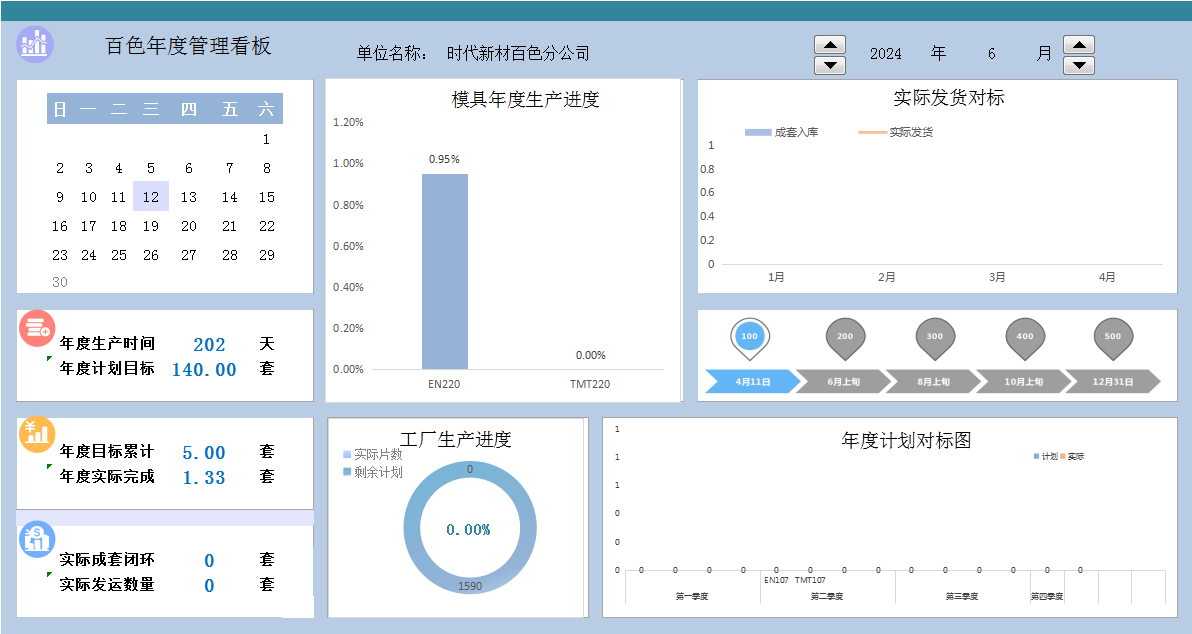 百色年度管理看板
单位名称： 时代新材百色分公司
2024 年 6 月
日 一 二 三 四 五 六
1
2 3 4 5 6 7 8
9 10 11 12 13 14 15
16 17 18 19 20 21 22
23 24 25 26 27 28 29
30
年度生产时间 202 天
年度计划目标 140.00 套
年度目标累计 5.00 套
年度实际完成 1.33 套
实际成套闭环 0 套
实际发运数量 0 套
模具年度生产进度
1.20%
1.00%
0.80%
0.60%
0.40%
0.20%
0.00%
0.95%
0.00%
EN220 TMT220
实际发货对标
成套入库 实际发货
1
0.8
0.6
0.4
0.2
0
1月 2月 3月 4月
100 200 300 400 500
4月11日 6月上旬 8月上旬 10月上旬 12月31日
工厂生产进度
实际片数
剩余计划
0
0.00%
1590
年度计划对标图
计划 实际
1
1
1
0
0
0
0 0 0 0 0 0 0 0 0 0 0 0 0 0
EN107 TMT107
第一季度 第二季度 第三季度 第四季度